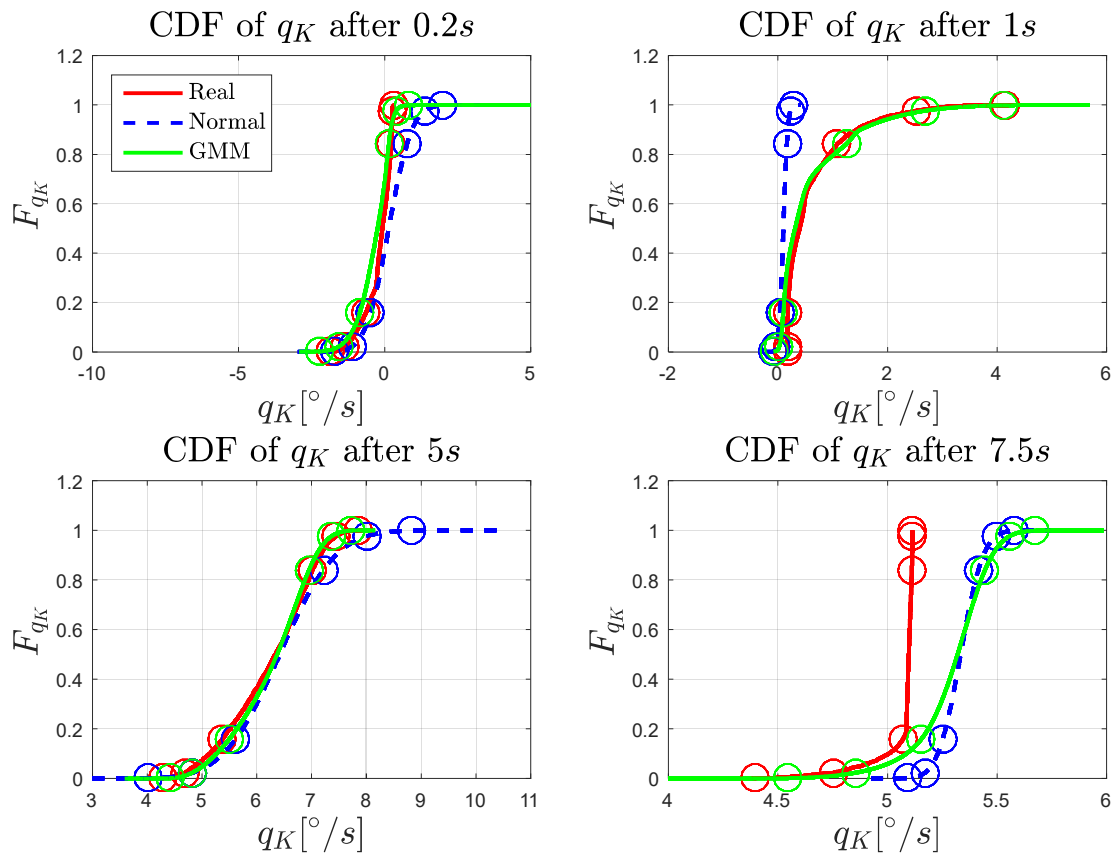 CDF of q_K after 0.2s
1.2
1
0.8
0.6
0.4
0.2
0
F_{q_K}
Real
Normal
GMM
-10 -5 0 5
q_K[°/s]
CDF of q_K after 1s
1.2
1
0.8
0.6
0.4
0.2
0
F_{q_K}
-2 0 2 4 6
q_K[°/s]
CDF of q_K after 5s
1.2
1
0.8
0.6
0.4
0.2
0
F_{q_K}
3 4 5 6 7 8 9 10 11
q_K[°/s]
CDF of q_K after 7.5s
1.2
1
0.8
0.6
0.4
0.2
0
F_{q_K}
4 4.5 5 5.5 6
q_K[°/s]